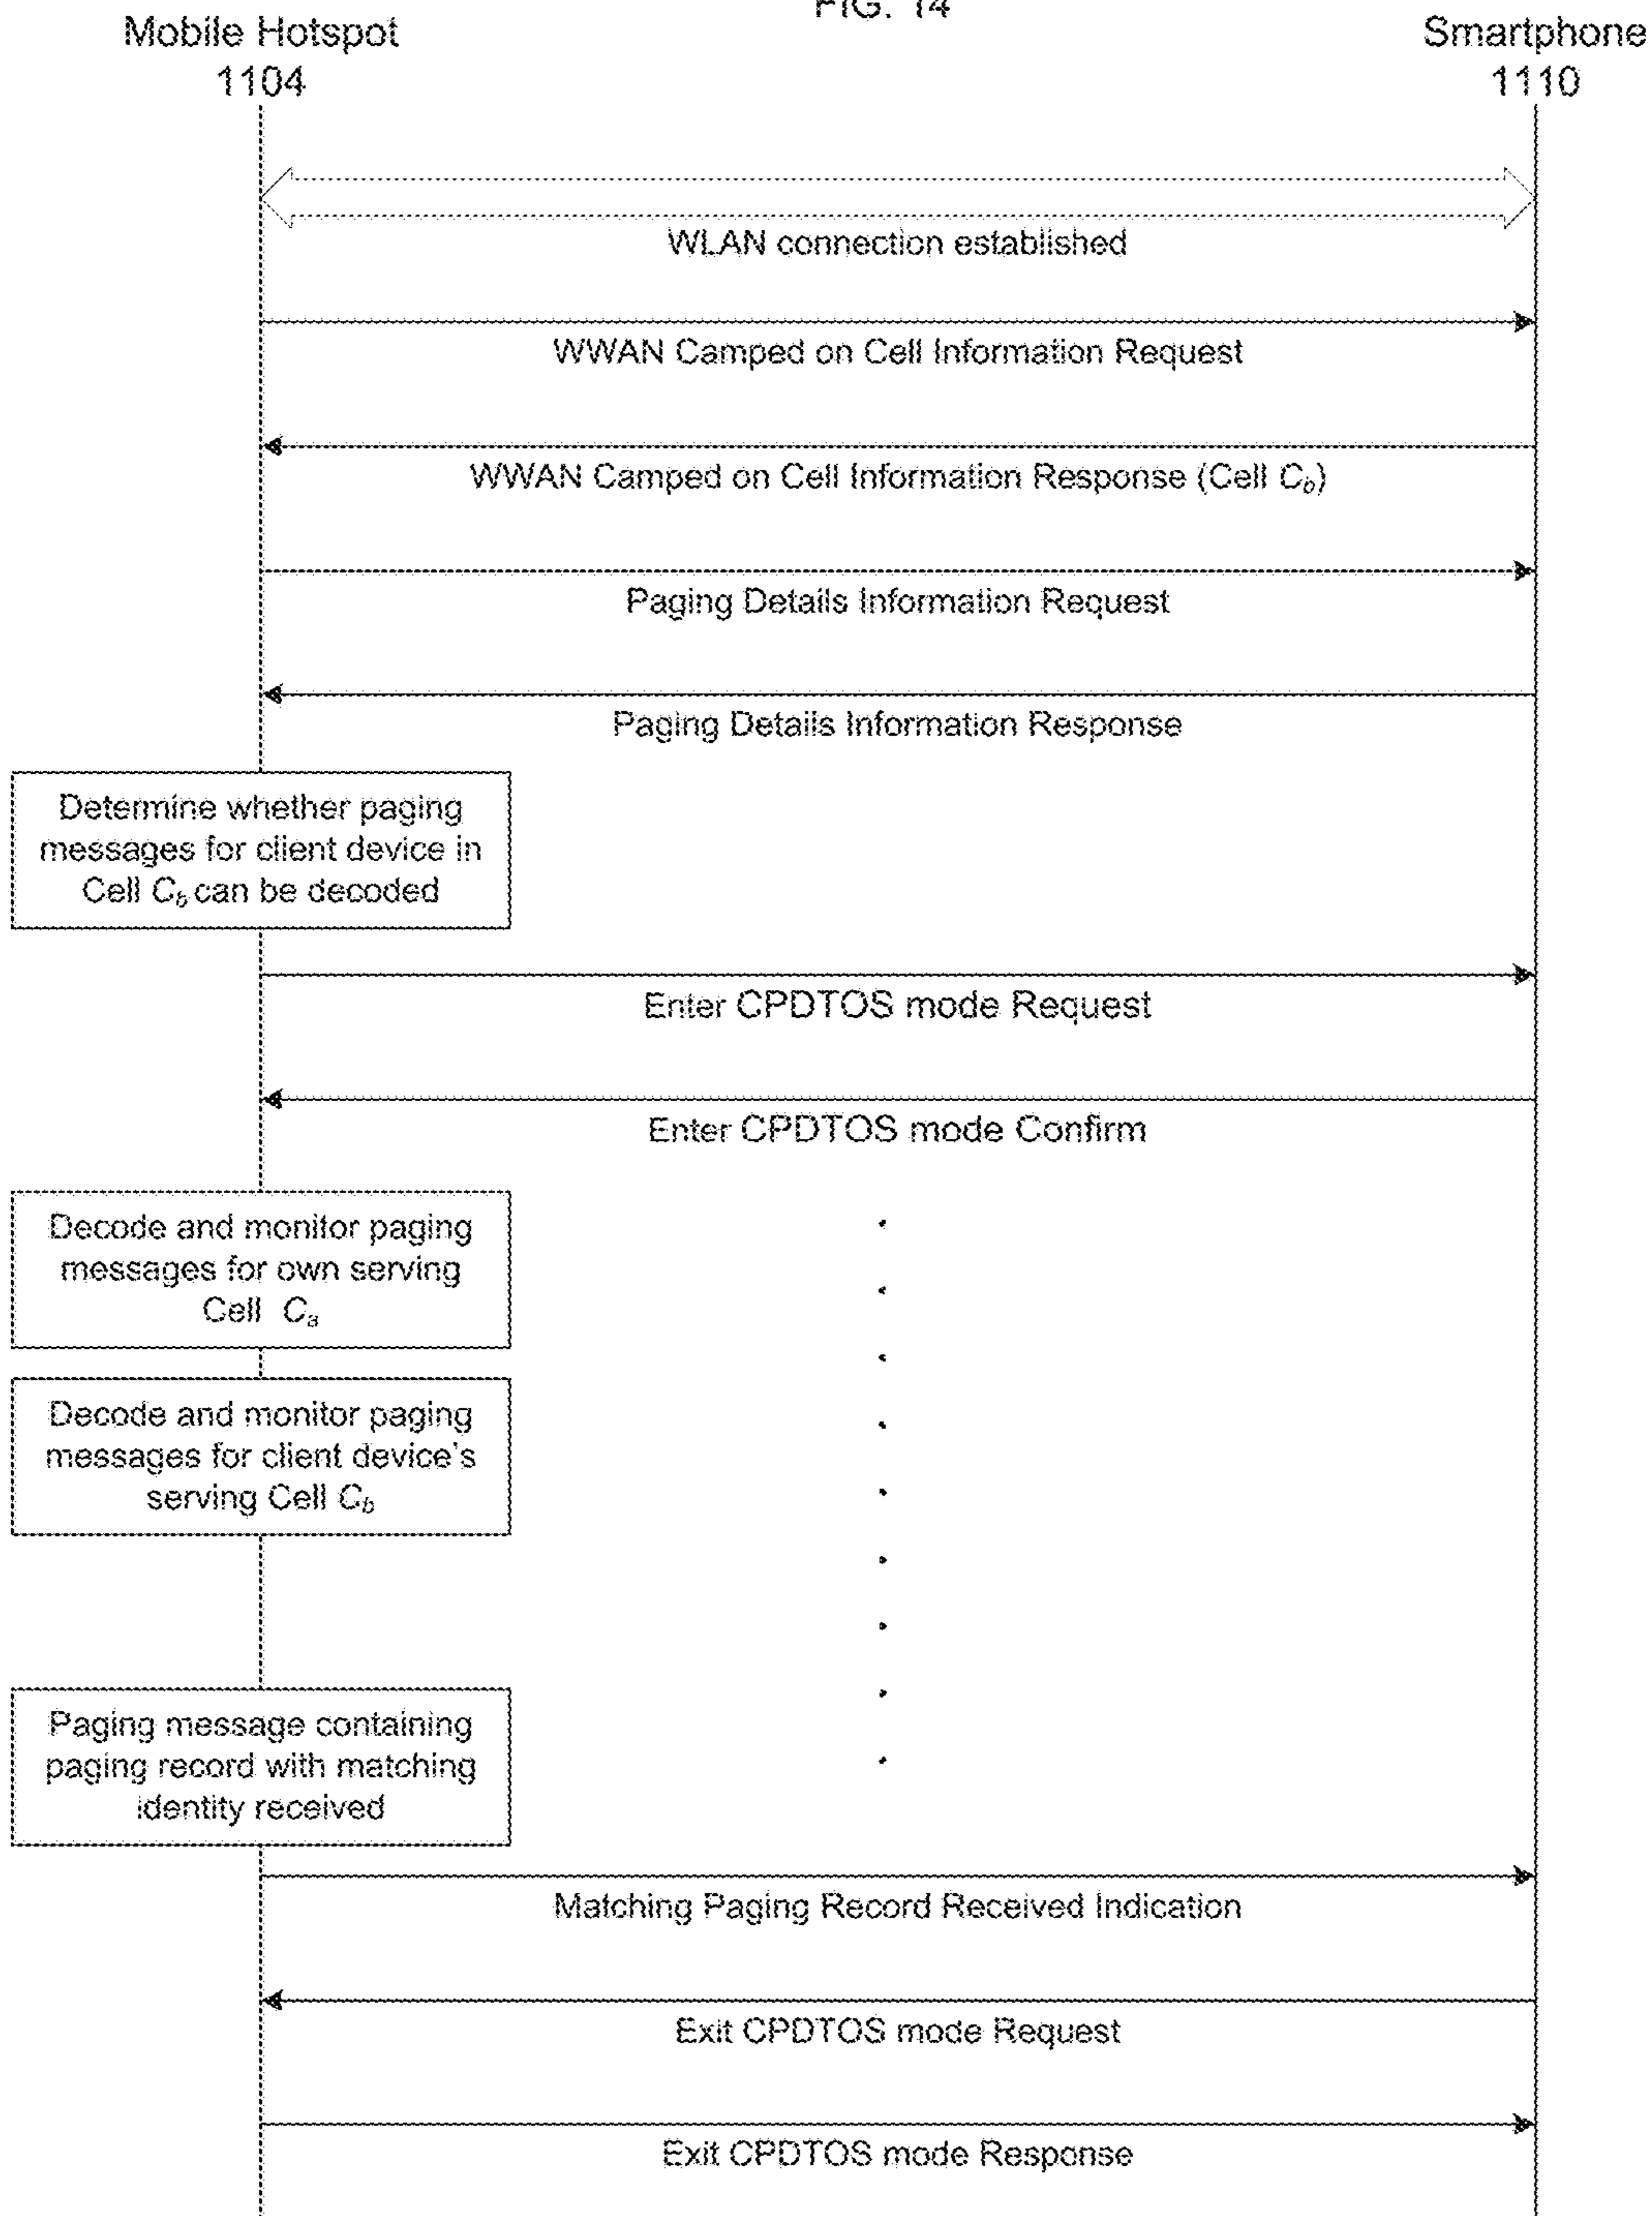 FIG. 14
Mobile Hotspot
1104
Smartphone
1110
WLAN connection established
WWAN Camped on Cell Information Request
WWAN Camped on Cell Information Response (Cell Cb)
Paging Details Information Request
Paging Details Information Response
Determine whether paging
messages for client device in
Cell Cb can be decoded
Enter CPDTOS mode Request
Enter CPDTOS mode Confirm
Decode and monitor paging
messages for own serving
Cell Ca
Decode and monitor paging
messages for client device's
serving Cell Cb
Paging message containing
paging record with matching
identity received
Matching Paging Record Received Indication
Exit CPDTOS mode Request
Exit CPDTOS mode Response